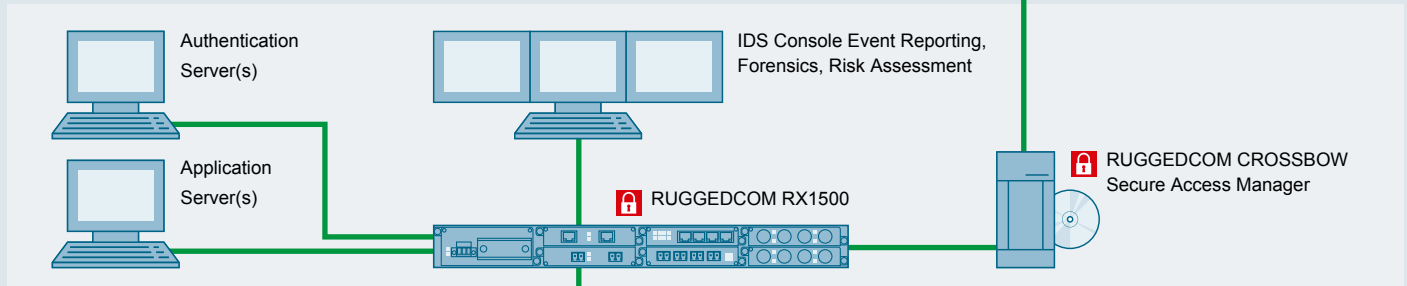 Authentication
Server(s)
IDS Console Event Reporting,
Forensics, Risk Assessment
Application
Server(s)
RUGGEDCOM RX1500
RUGGEDCOM CROSSBOW
Secure Access Manager